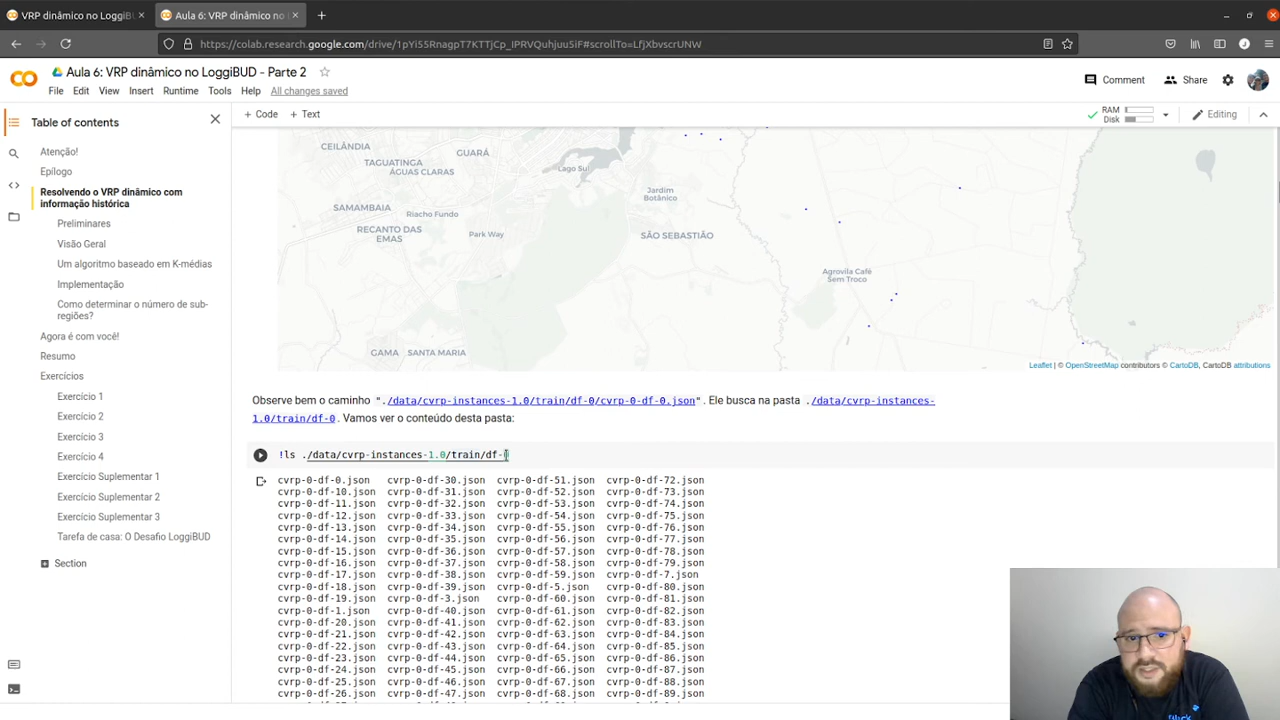 VRP dinâmico no LoggiBU
Aula 6: VRP dinâmico no
https://colab.research.google.com/drive/1pYi55RnagpT7KTTjCp_IPRVQuhjuu5iF#scrollTo=LfjXbvscrUNW
Aula 6: VRP dinâmico no LoggiBUD - Parte 2
File Edit View Insert Runtime Tools Help All changes saved
Comment
Share
Table of contents
+ Code + Text
RAM
Disk
Editing
Atenção!
Epílogo
Resolvendo o VRP dinâmico com
informação histórica
Preliminares
Visão Geral
Um algoritmo baseado em K-médias
Implementação
Como determinar o número de sub-
regiões?
Agora é com você!
Resumo
Exercícios
Exercício 1
Exercício 2
Exercício 3
Exercício 4
Exercício Suplementar 1
Exercício Suplementar 2
Exercício Suplementar 3
Tarefa de casa: O Desafio LoggiBUD
Section
CEILÂNDIA
GUARÁ
TAGUATINGA
ÁGUAS CLARAS
Lago Sul
Jardim
Botânico
SAMAMBAIA
Riacho Fundo
RECANTO DAS
EMAS
Park Way
SÃO SEBASTIÃO
Agrovila Café
Sem Troco
GAMA
SANTA MARIA
Leaflet | © OpenStreetMap contributors © CartoDB, CartoDB attributions
Observe bem o caminho "./data/cvrp-instances-1.0/train/df-0/cvrp-0-df-0.json". Ele busca na pasta ./data/cvrp-instances-
1.0/train/df-0. Vamos ver o conteúdo desta pasta:
!ls ./data/cvrp-instances-1.0/train/df-0
cvrp-0-df-0.json cvrp-0-df-30.json cvrp-0-df-51.json cvrp-0-df-72.json
cvrp-0-df-10.json cvrp-0-df-31.json cvrp-0-df-52.json cvrp-0-df-73.json
cvrp-0-df-11.json cvrp-0-df-32.json cvrp-0-df-53.json cvrp-0-df-74.json
cvrp-0-df-12.json cvrp-0-df-33.json cvrp-0-df-54.json cvrp-0-df-75.json
cvrp-0-df-13.json cvrp-0-df-34.json cvrp-0-df-55.json cvrp-0-df-76.json
cvrp-0-df-14.json cvrp-0-df-35.json cvrp-0-df-56.json cvrp-0-df-77.json
cvrp-0-df-15.json cvrp-0-df-36.json cvrp-0-df-57.json cvrp-0-df-78.json
cvrp-0-df-16.json cvrp-0-df-37.json cvrp-0-df-58.json cvrp-0-df-79.json
cvrp-0-df-17.json cvrp-0-df-38.json cvrp-0-df-59.json cvrp-0-df-7.json
cvrp-0-df-18.json cvrp-0-df-39.json cvrp-0-df-5.json cvrp-0-df-80.json
cvrp-0-df-19.json cvrp-0-df-3.json cvrp-0-df-60.json cvrp-0-df-81.json
cvrp-0-df-1.json cvrp-0-df-40.json cvrp-0-df-61.json cvrp-0-df-82.json
cvrp-0-df-20.json cvrp-0-df-41.json cvrp-0-df-62.json cvrp-0-df-83.json
cvrp-0-df-21.json cvrp-0-df-42.json cvrp-0-df-63.json cvrp-0-df-84.json
cvrp-0-df-22.json cvrp-0-df-43.json cvrp-0-df-64.json cvrp-0-df-85.json
cvrp-0-df-23.json cvrp-0-df-44.json cvrp-0-df-65.json cvrp-0-df-86.json
cvrp-0-df-24.json cvrp-0-df-45.json cvrp-0-df-66.json cvrp-0-df-87.json
cvrp-0-df-25.json cvrp-0-df-46.json cvrp-0-df-67.json cvrp-0-df-88.json
cvrp-0-df-26.json cvrp-0-df-47.json cvrp-0-df-68.json cvrp-0-df-89.json